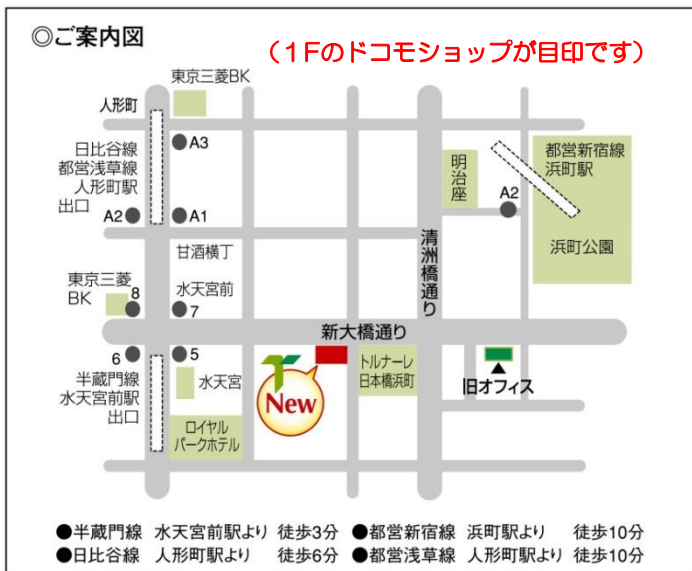 ◎ご案内図
(1Fのドコモショップが目印です)
東京三菱BK
人形町
A3
日比谷線
都営浅草線
人形町駅
出口
A2
A1
明治座
都営新宿線
浜町駅
A2
浜町公園
清洲橋通り
甘酒横丁
東京三菱
BK
8
水天宮前
7
新大橋通り
6
5
半蔵門線
水天宮前駅
出口
水天宮
New
トルナーレ
日本橋浜町
旧オフィス
ロイヤル
パークホテル
●半蔵門線 水天宮前駅より 徒歩3分 ●都営新宿線 浜町駅より 徒歩10分
●日比谷線 人形町駅より 徒歩6分 ●都営浅草線 人形町駅より 徒歩10分